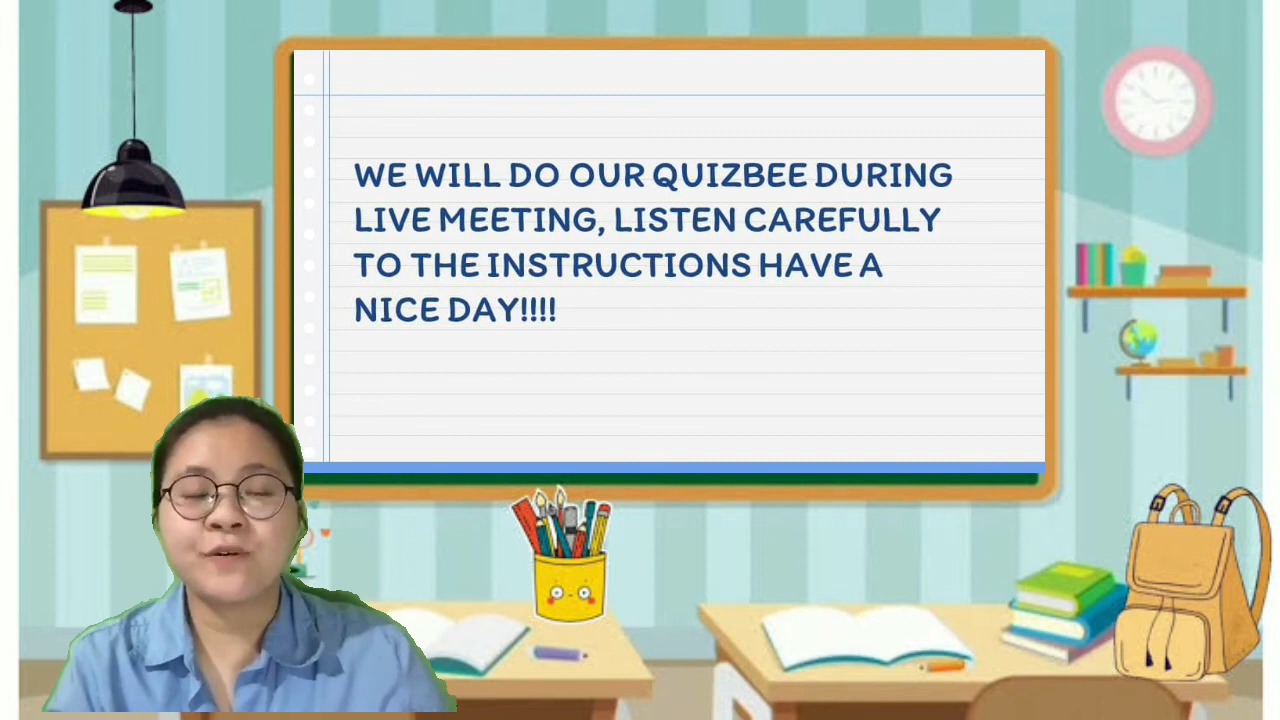 WE WILL DO OUR QUIZBEE DURING
LIVE MEETING, LISTEN CAREFULLY
TO THE INSTRUCTIONS HAVE A
NICE DAY!!!!